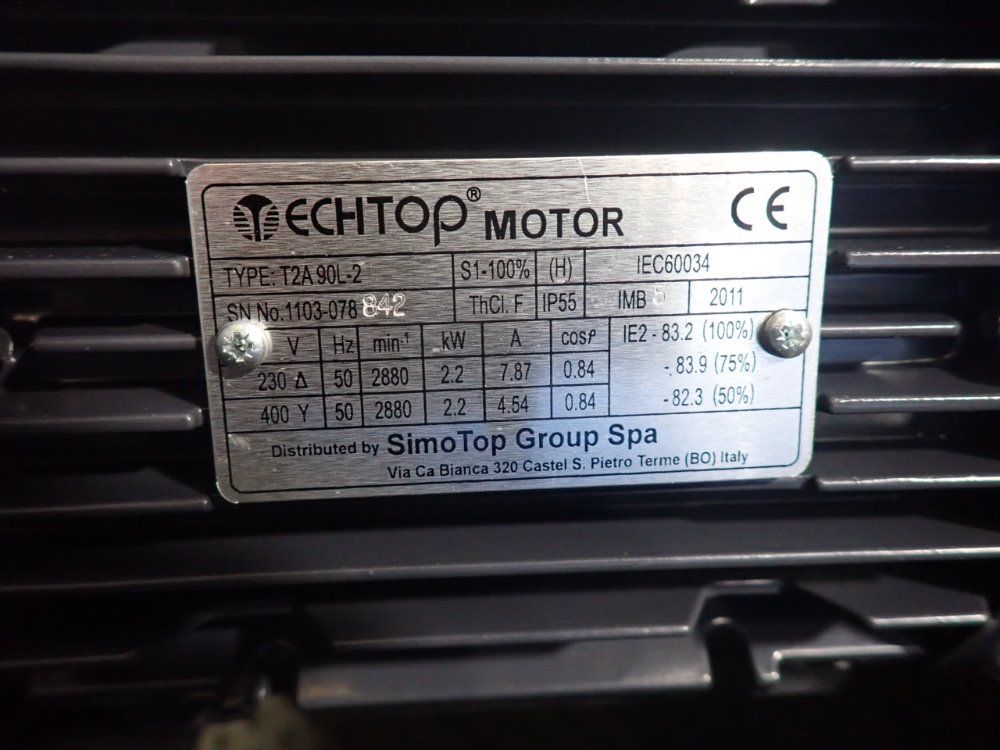 TECHTOP® MOTOR CE
TYPE: T2A 90L-2 S1-100% (H) IEC60034
SN No. 1103-078 842 ThCl. F IP55 IMB 5 2011
V Hz min-1 kW A cosφ IE2 - 83.2 (100%)
230 Δ 50 2880 2.2 7.87 0.84 - 83.9 (75%)
400 Y 50 2880 2.2 4.54 0.84 - 82.3 (50%)
Distributed by SimoTop Group Spa
Via Ca Bianca 320 Castel S. Pietro Terme (BO) Italy